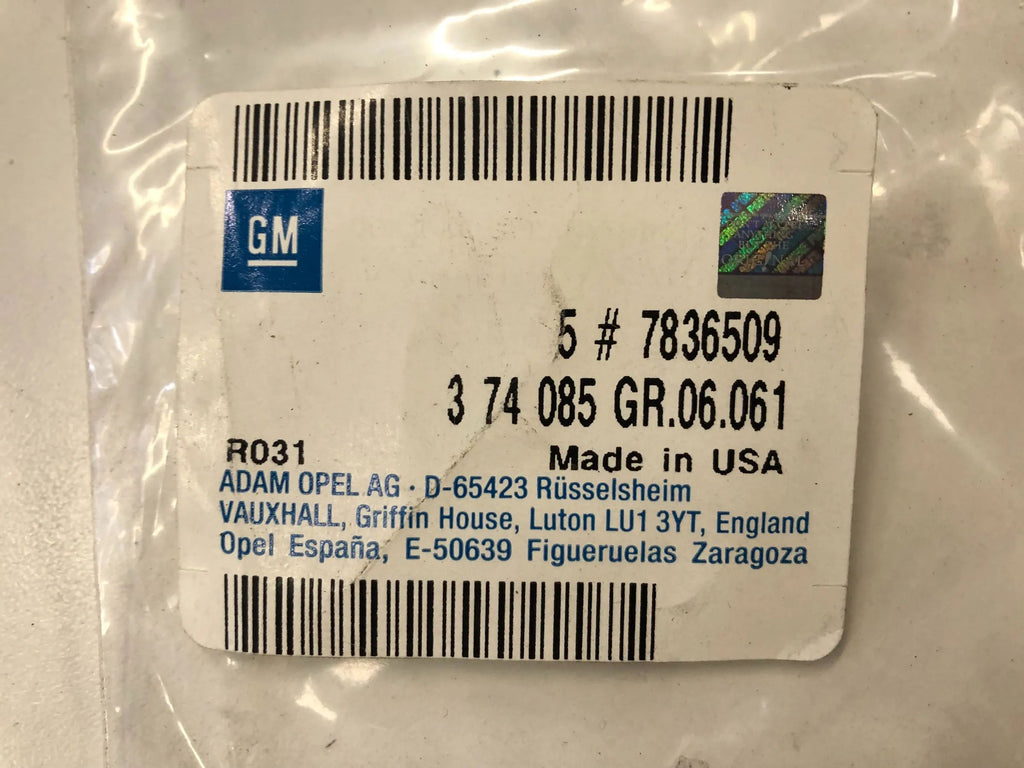 GM
5 # 7836509
3 74 085 GR.06.061
R031 Made in USA
ADAM OPEL AG · D-65423 Rüsselsheim
VAUXHALL, Griffin House, Luton LU1 3YT, England
Opel España, E-50639 Figueruelas Zaragoza